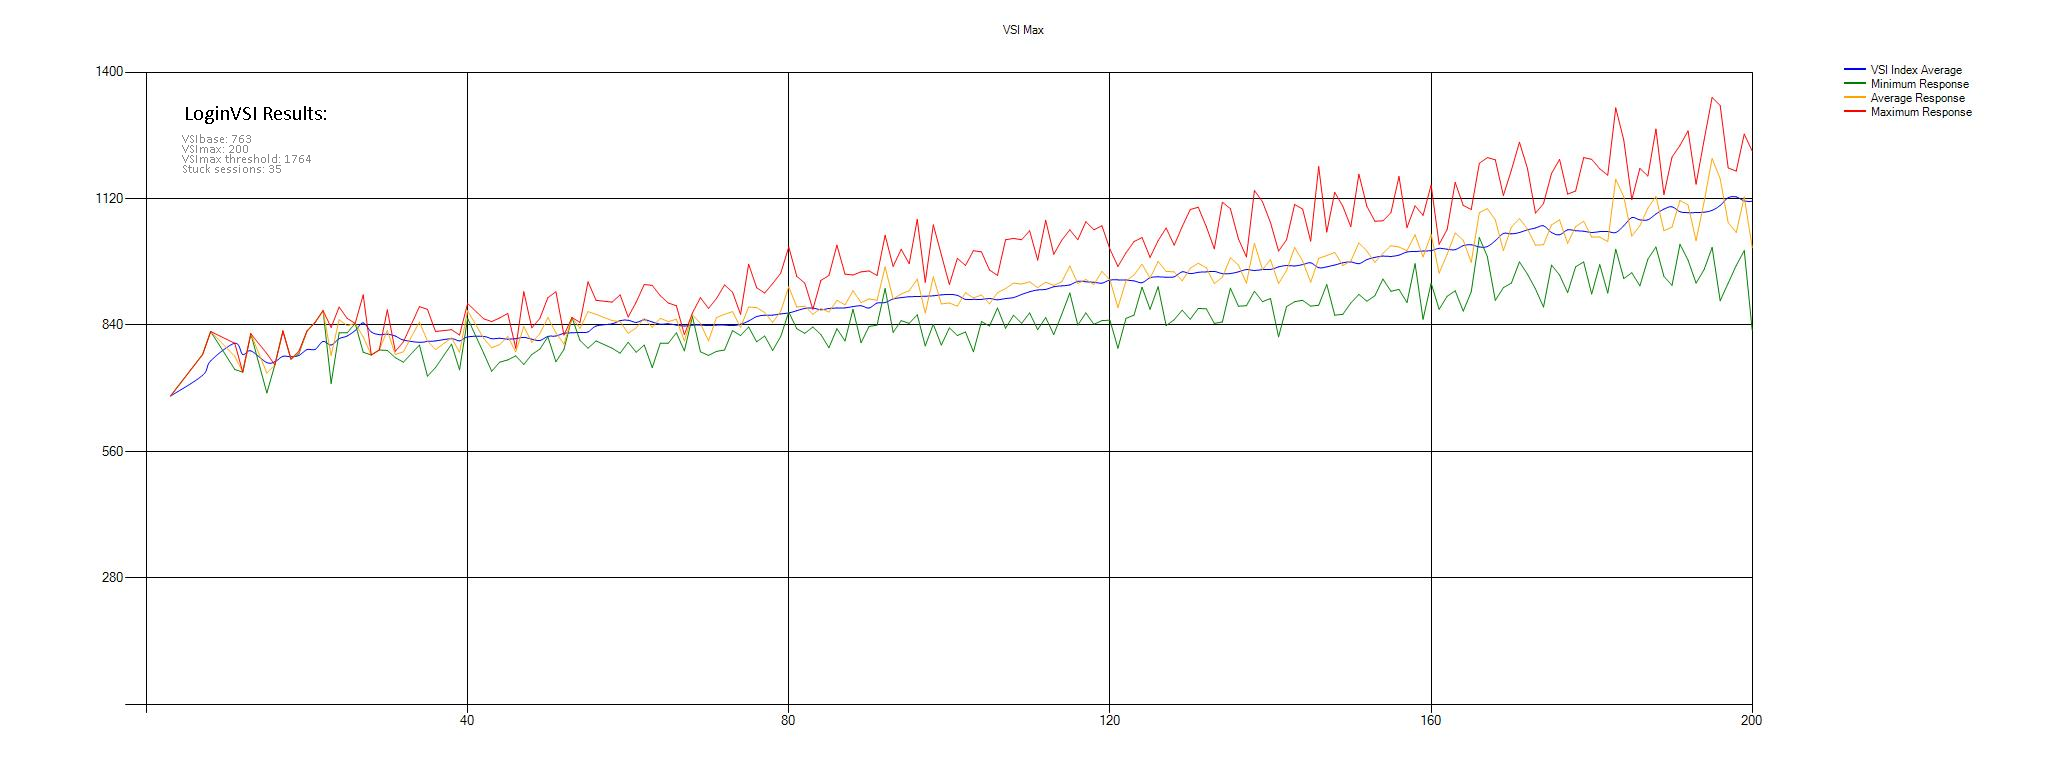 VSI Max
1400
1120
840
560
280
LoginVSI Results:
VSIbase: 763
VSImax: 200
VSImax threshold: 1764
Stuck sessions: 35
40
80
120
160
200
VSI Index Average
Minimum Response
Average Response
Maximum Response